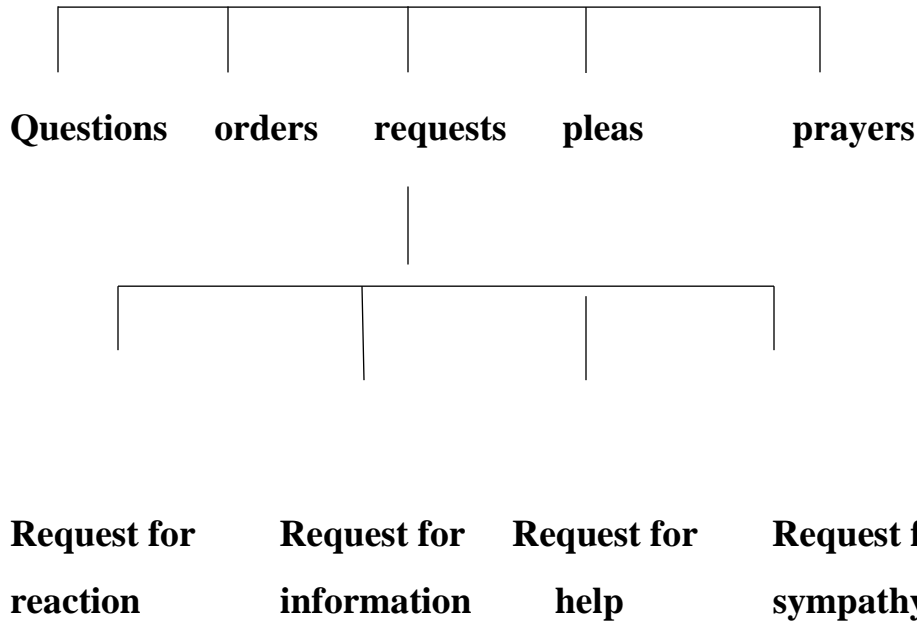 Questions orders requests pleas prayers
Request for Request for Request for Request
reaction information help sympathy